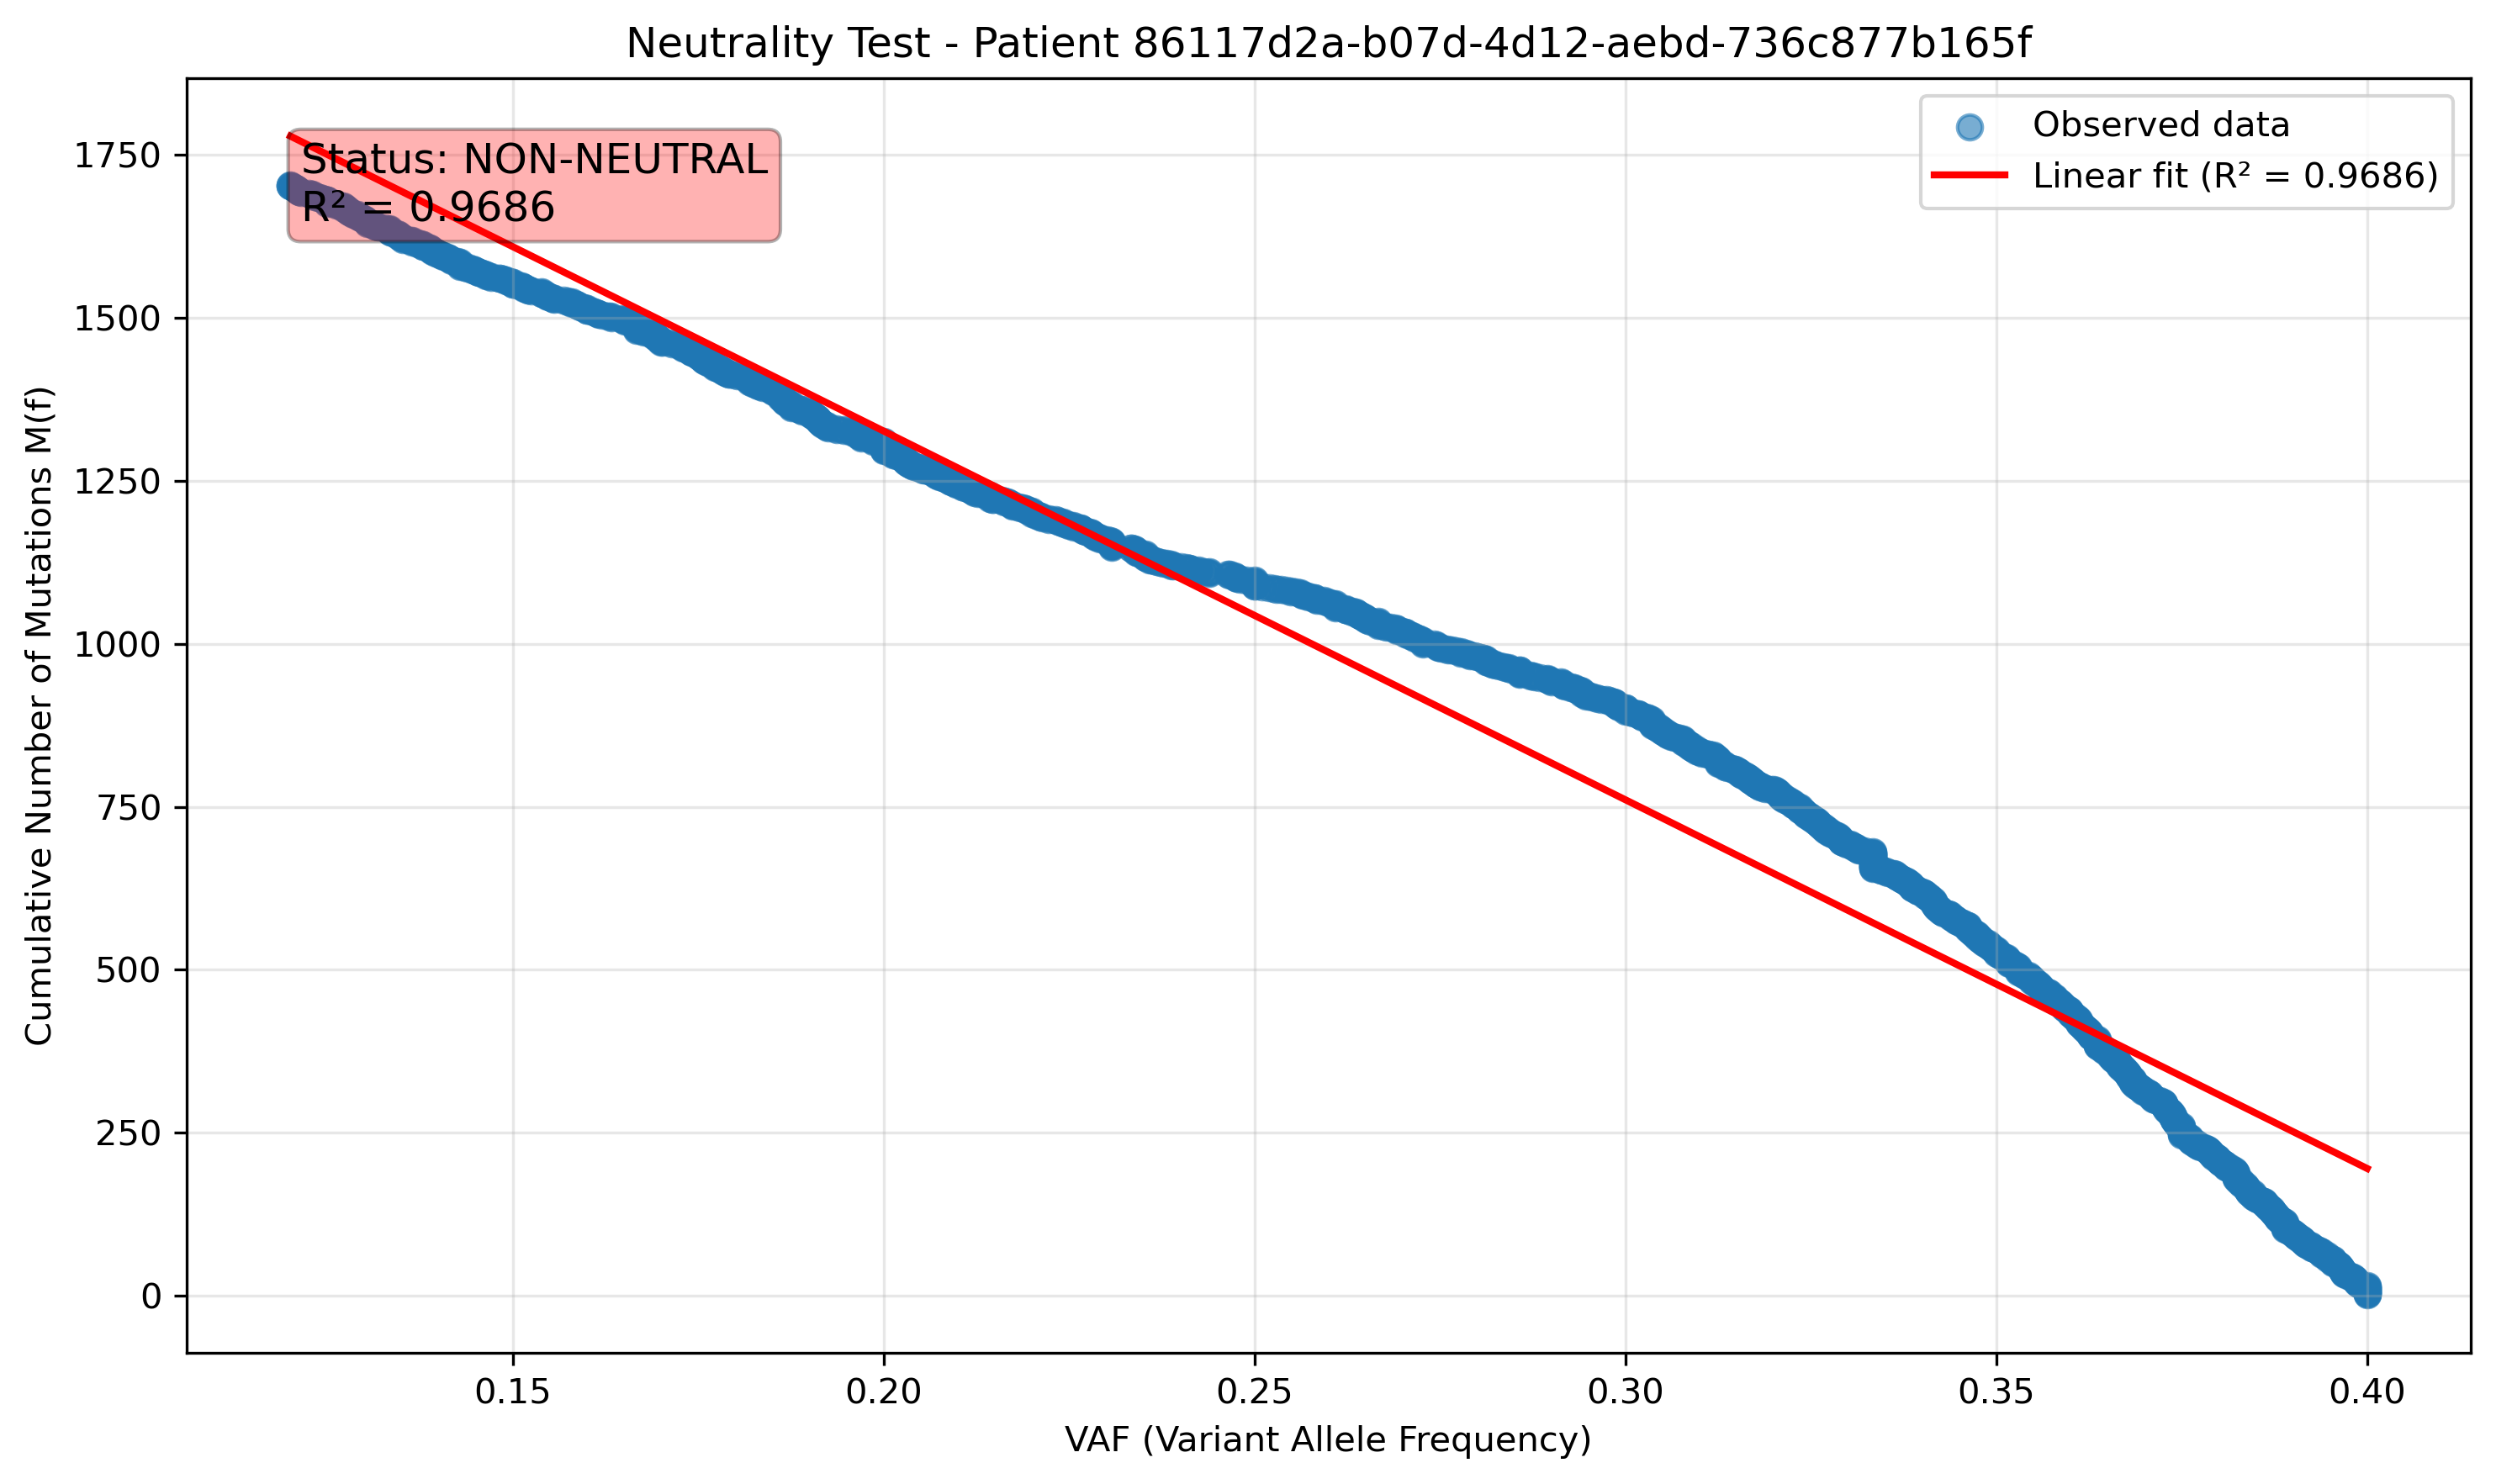 Neutrality Test - Patient 86117d2a-b07d-4d12-aebd-736c877b165f
Status: NON-NEUTRAL
R² = 0.9686
Observed data
Linear fit (R² = 0.9686)
Cumulative Number of Mutations M(f)
1750
1500
1250
1000
750
500
250
0
0.15
0.20
0.25
0.30
0.35
0.40
VAF (Variant Allele Frequency)